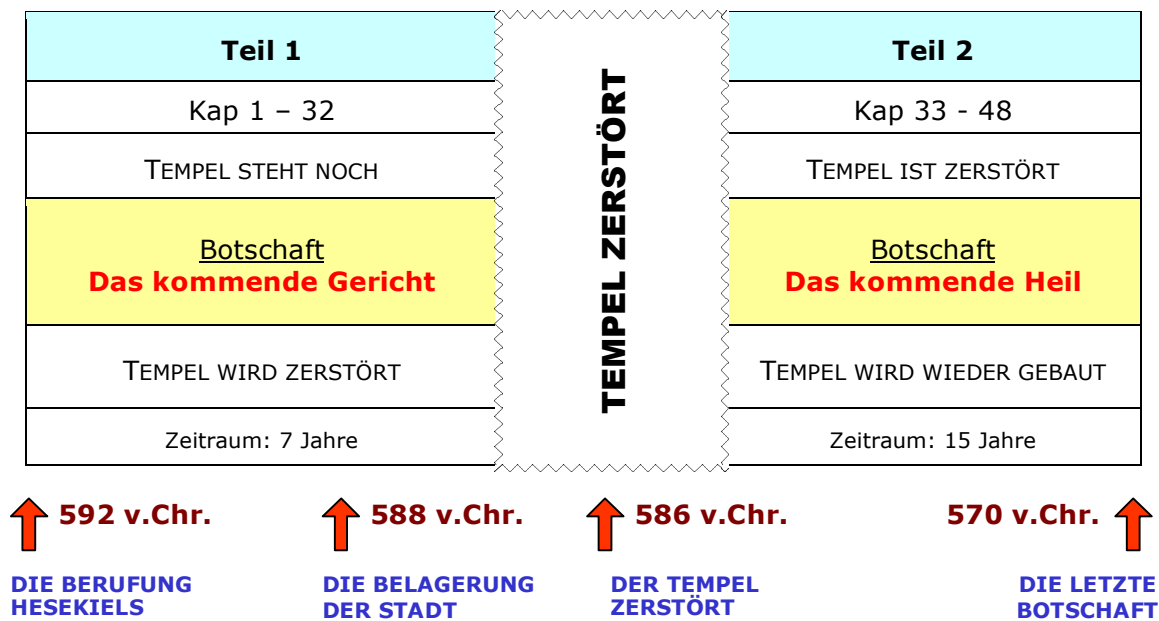 Teil 1
Kap 1 – 32
TEMPEL STEHT NOCH
Botschaft
Das kommende Gericht
TEMPEL WIRD ZERSTÖRT
Zeitraum: 7 Jahre
TEMPEL ZERSTÖRT
Teil 2
Kap 33 - 48
TEMPEL IST ZERSTÖRT
Botschaft
Das kommende Heil
TEMPEL WIRD WIEDER GEBAUT
Zeitraum: 15 Jahre
592 v.Chr.
DIE BERUFUNG
HESEKIELS
588 v.Chr.
DIE BELAGERUNG
DER STADT
586 v.Chr.
DER TEMPEL
ZERSTÖRT
570 v.Chr.
DIE LETZTE
BOTSCHAFT